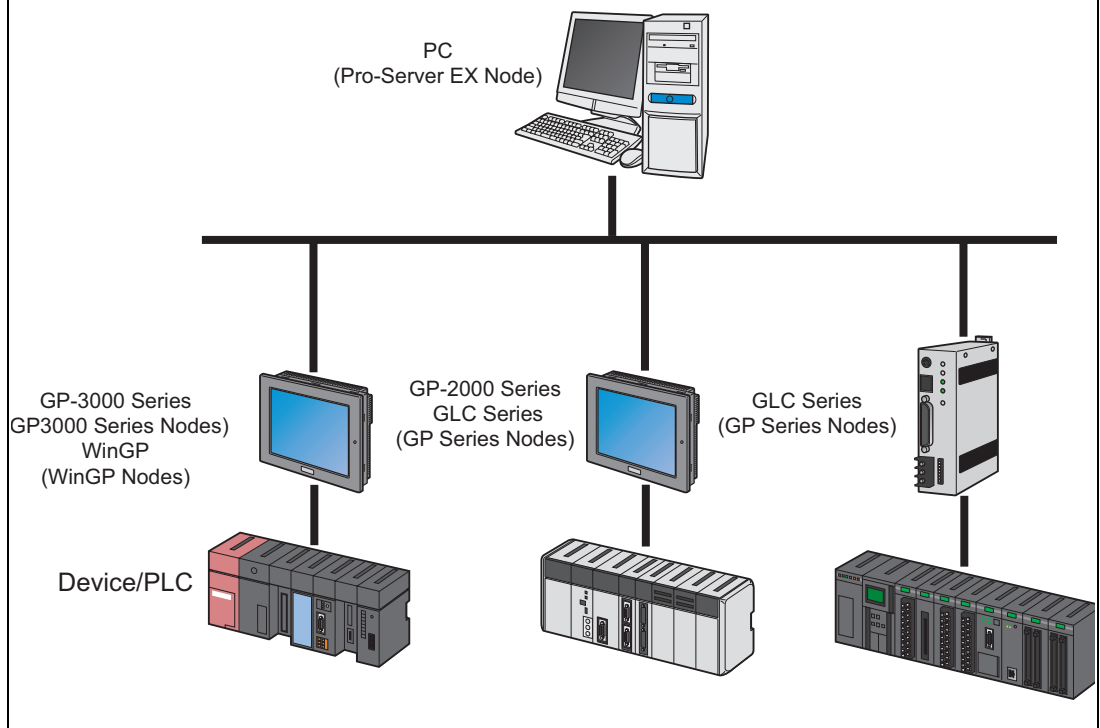 PC
(Pro-Server EX Node)
GP-3000 Series
GP3000 Series Nodes)
WinGP
(WinGP Nodes)
GP-2000 Series
GLC Series
(GP Series Nodes)
GLC Series
(GP Series Nodes)
Device/PLC